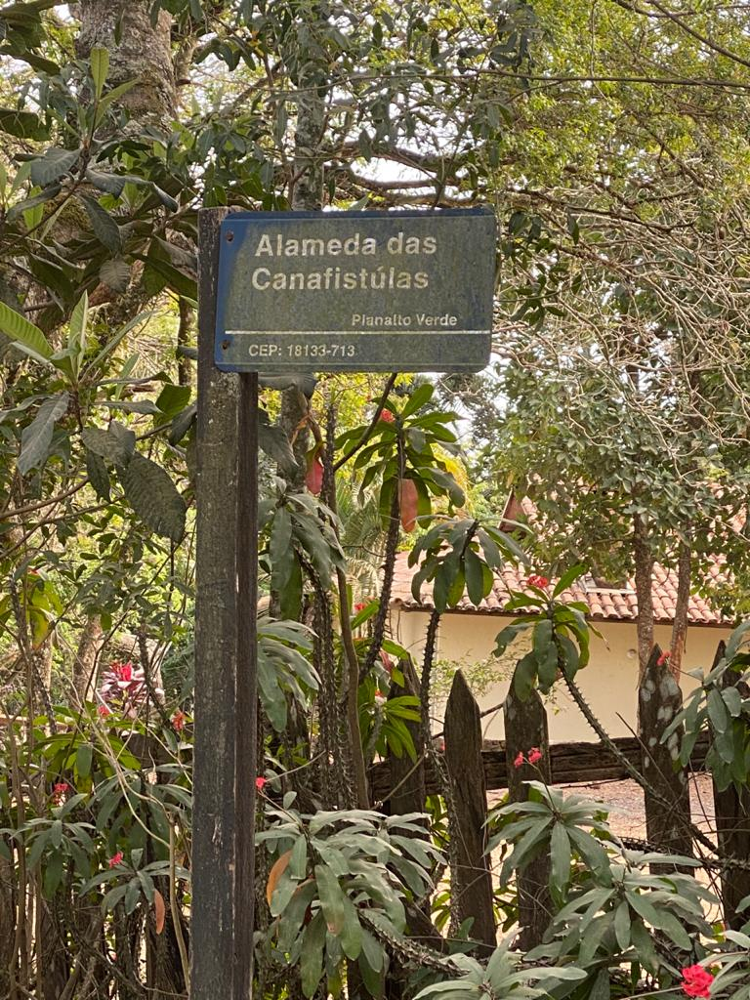 Alameda das
Canafistúlas
Planalto Verde
CEP: 18133-713